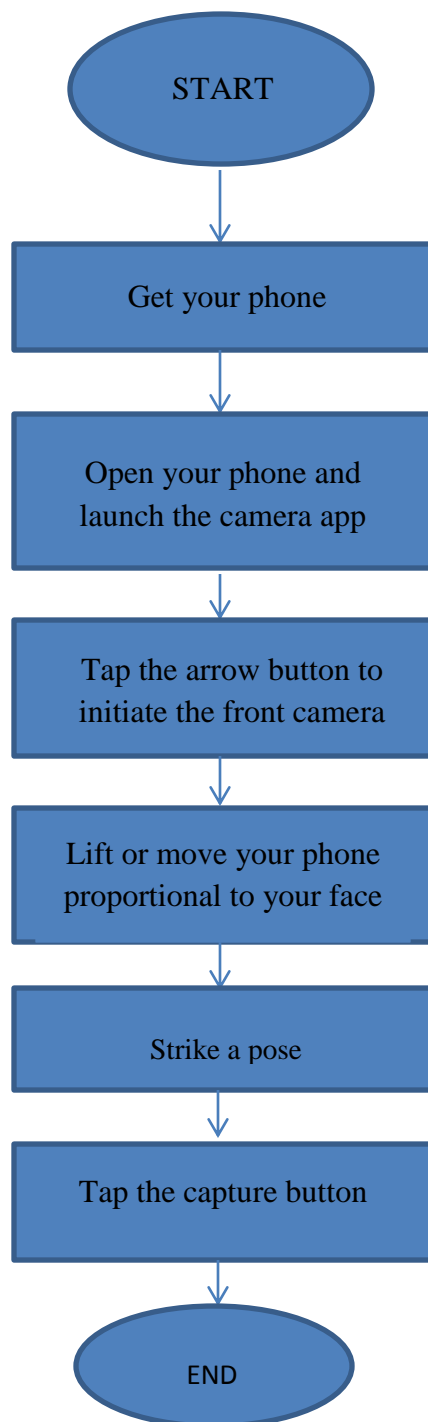 START
Get your phone
Open your phone and
launch the camera app
Tap the arrow button to
initiate the front camera
Lift or move your phone
proportional to your face
Strike a pose
Tap the capture button
END